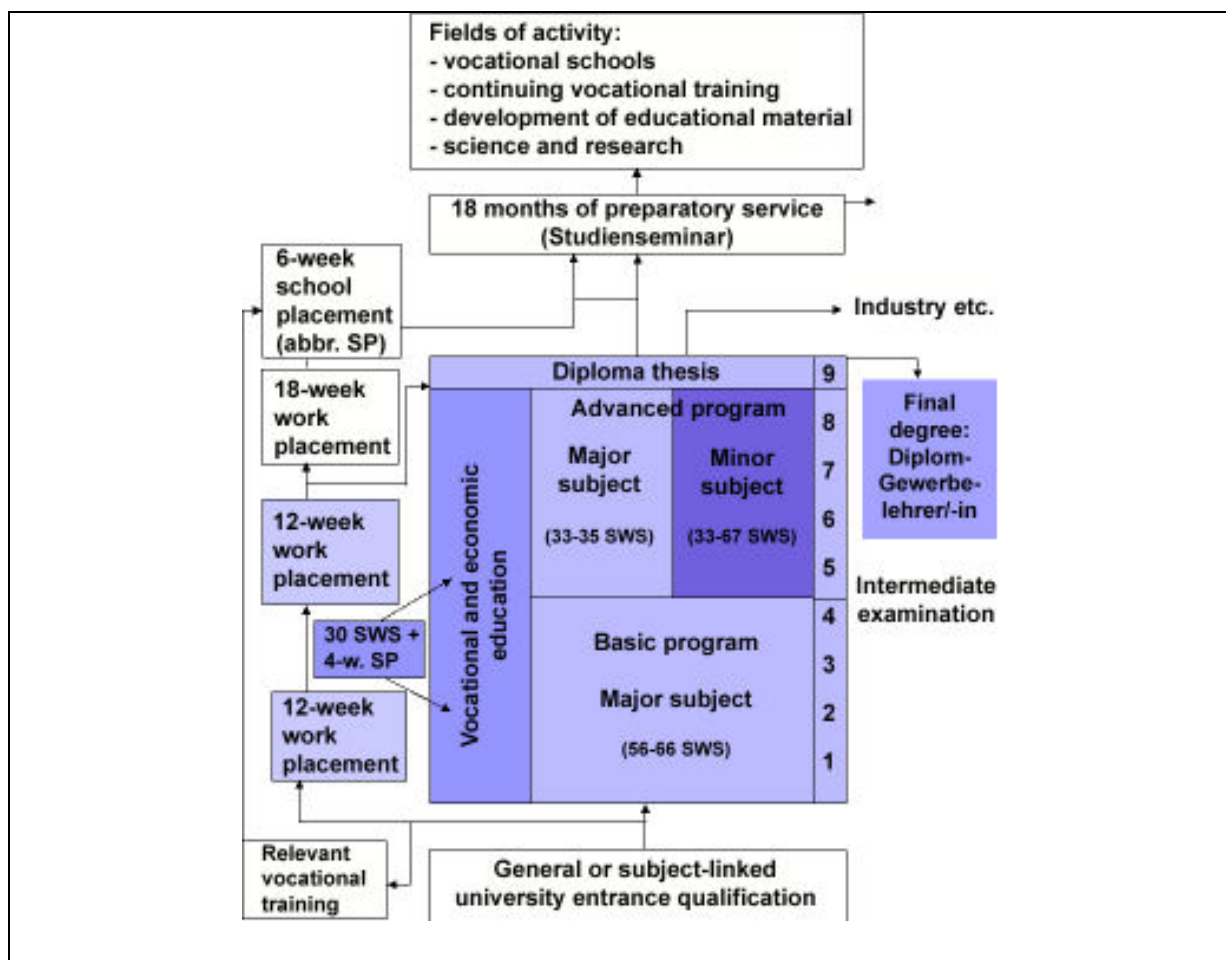 Fields of activity:
- vocational schools
- continuing vocational training
- development of educational material
- science and research
18 months of preparatory service
(Studienseminar)
6-week
school
placement
(abbr. SP)
Industry etc.
18-week
work
placement
Diploma thesis
9
Final
degree:
Diplom-
Gewerbe-
lehrer/-in
Advanced program
8
Major
subject
(33-35 SWS)
Minor
subject
(33-67 SWS)
7
6
5
12-week
work
placement
Vocational and economic
education
Intermediate
examination
30 SWS +
4-w. SP
Basic program
Major subject
(56-66 SWS)
4
3
2
1
12-week
work
placement
Relevant
vocational
training
General or subject-linked
university entrance qualification